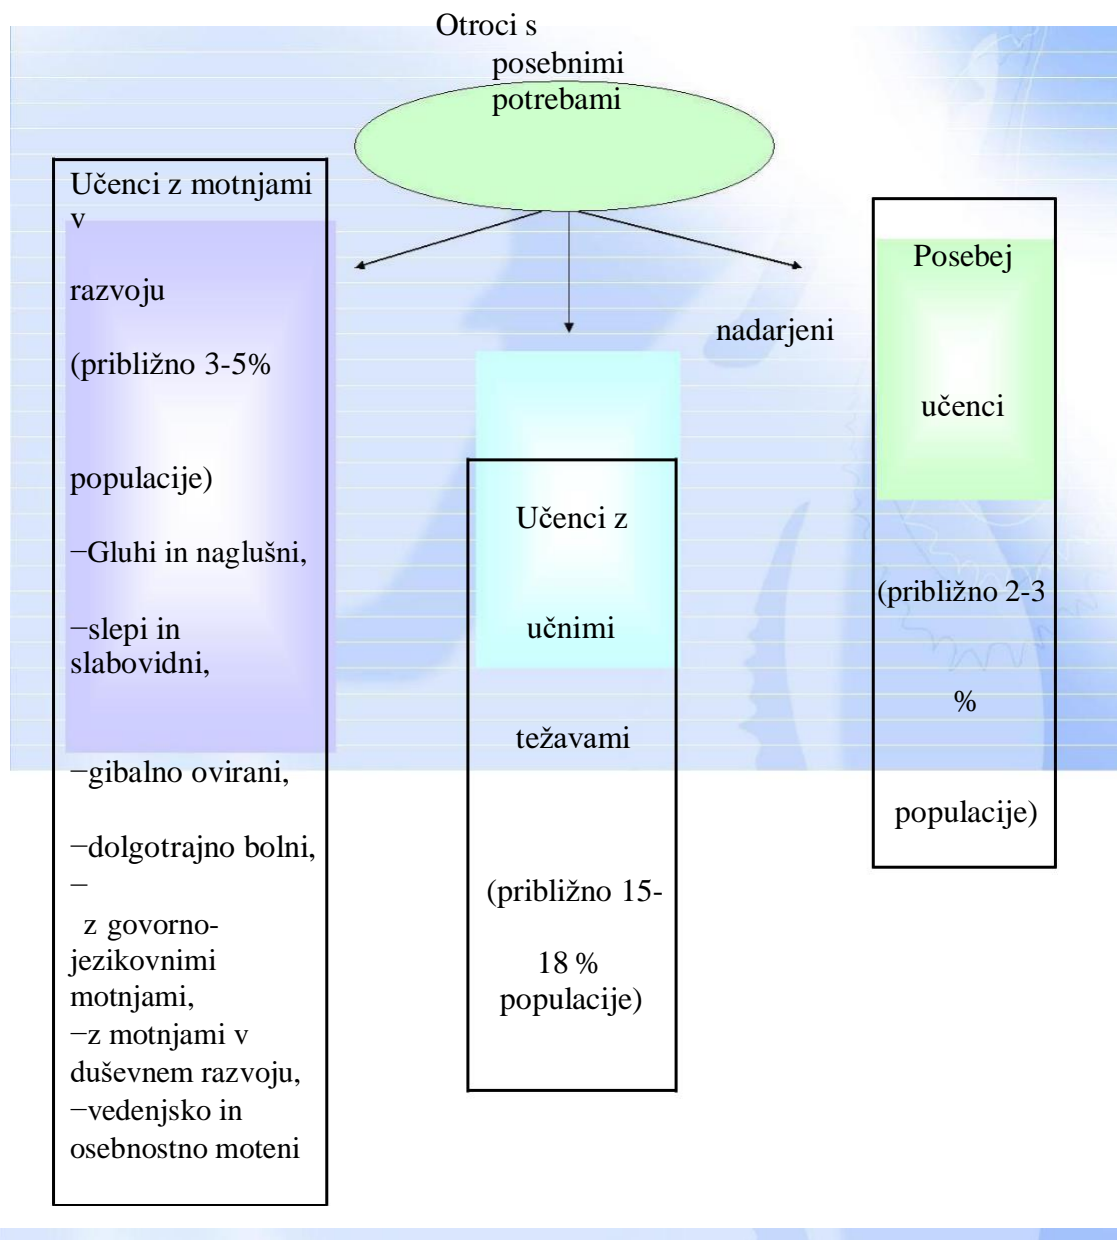 Otroci s
posebnimi
potrebami
Učenci z motnjami
v
razvoju
(približno 3-5%
populacije)
−Gluhi in naglušni,
−slepi in
slabovidni,
−gibalno ovirani,
−dolgotrajno bolni,
−
z govorno-
jezikovnimi
motnjami,
−z motnjami v
duševnem razvoju,
−vedenjsko in
osebnostno moteni
Učenci z
učnimi
težavami
(približno 15-
18 %
populacije)
Posebej
nadarjeni
učenci
(približno 2-3
%
populacije)